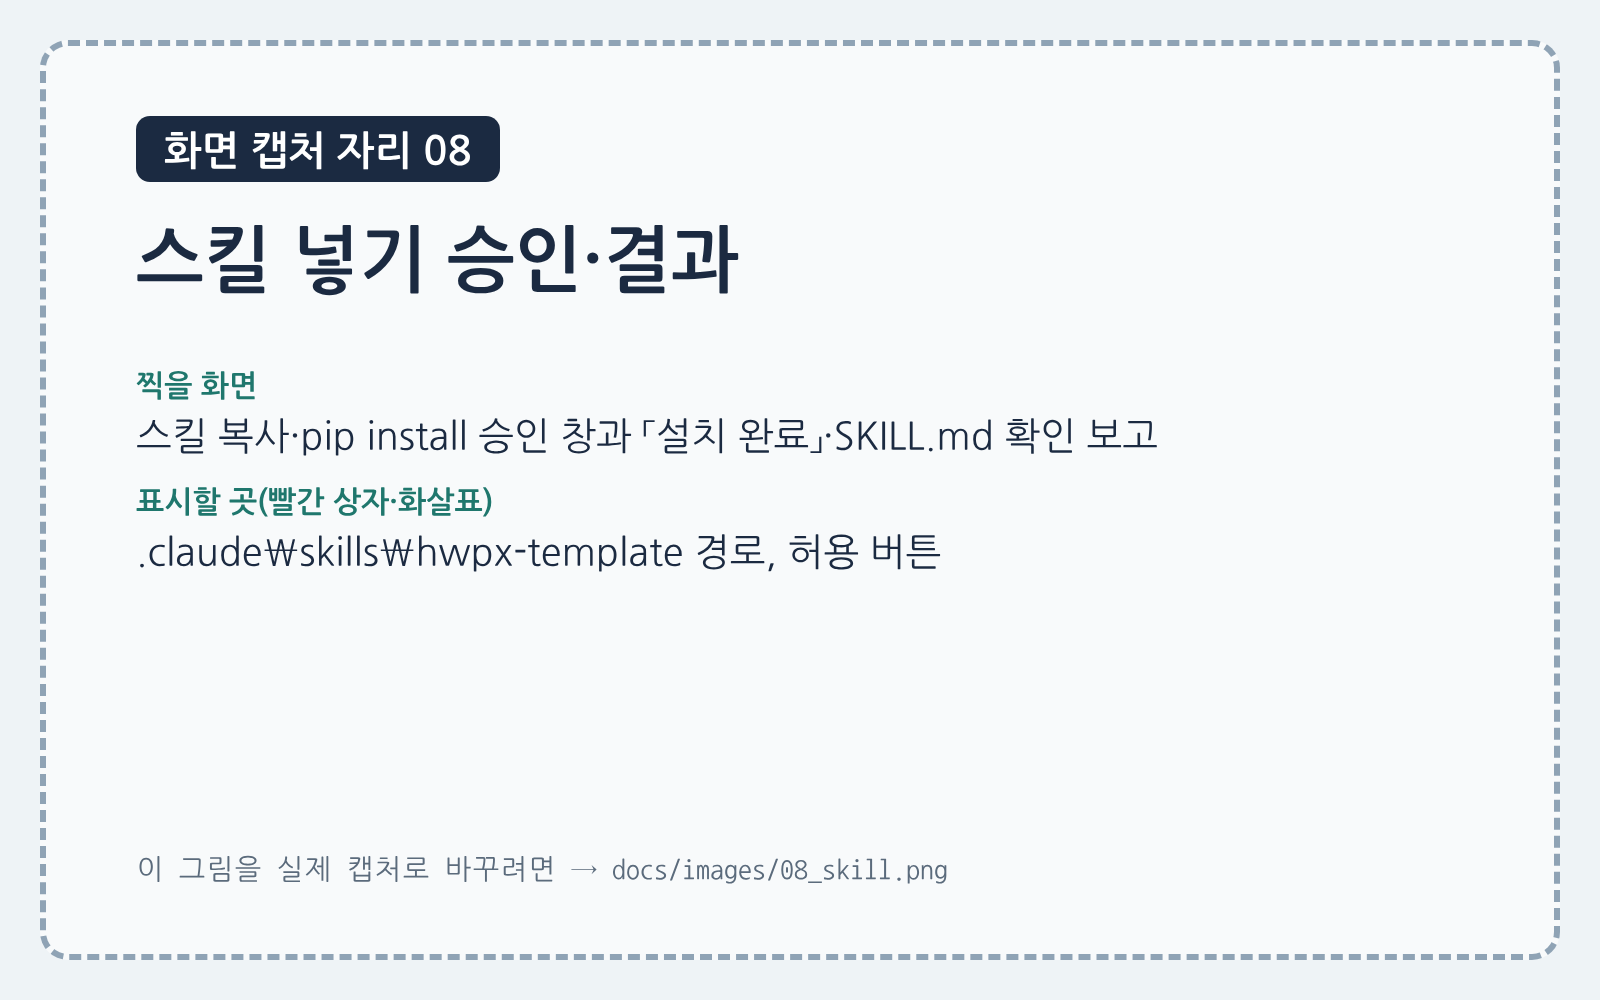 화면 캡처 자리 08
스킬 넣기 승인·결과
찍을 화면
스킬 복사·pip install 승인 창과 「설치 완료」·SKILL.md 확인 보고
표시할 곳(빨간 상자·화살표)
.claude₩skills₩hwpx-template 경로, 허용 버튼
이 그림을 실제 캡처로 바꾸려면 → docs/images/08_skill.png